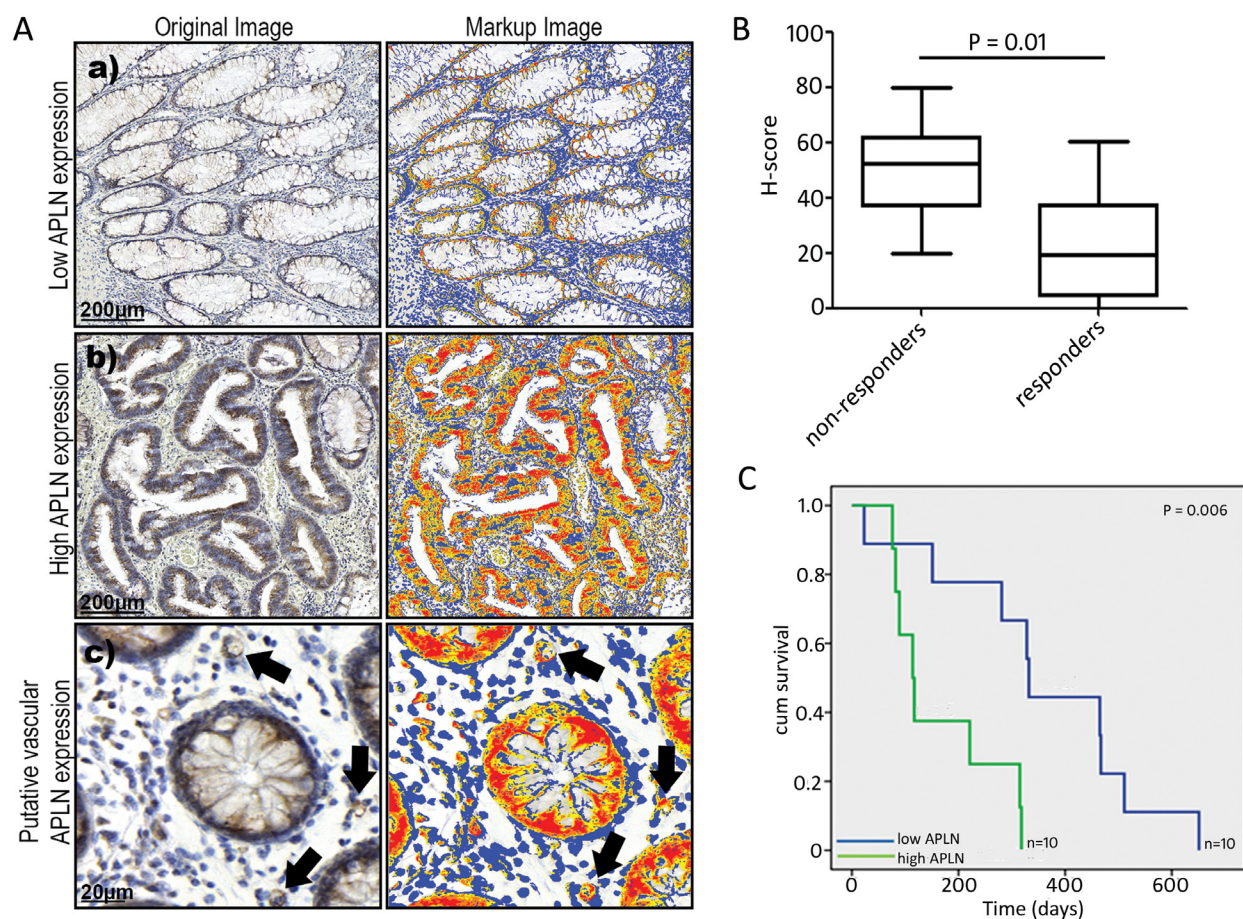 A
Original Image
Markup Image
Low APLN expression
a)
200µm
High APLN expression
b)
200µm
Putative vascular
APLN expression
c)
20µm
B
P = 0.01
H-score
100
80
60
40
20
0
non-responders
responders
C
P = 0.006
cum survival
1.0
0.8
0.6
0.4
0.2
0
low APLN
high APLN
n=10
n=10
0
200
400
600
Time (days)